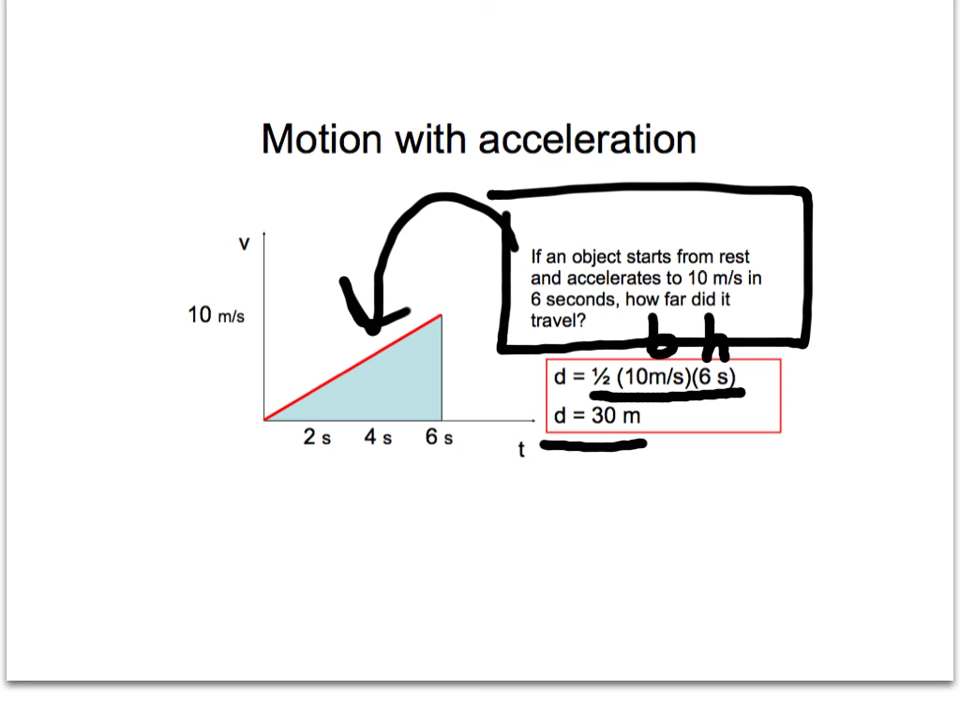 Motion with acceleration
v
If an object starts from rest
and accelerates to 10 m/s in
6 seconds, how far did it
travel?
10 m/s
b h
d = ½ (10m/s)(6 s)
d = 30 m
2 s 4 s 6 s
t